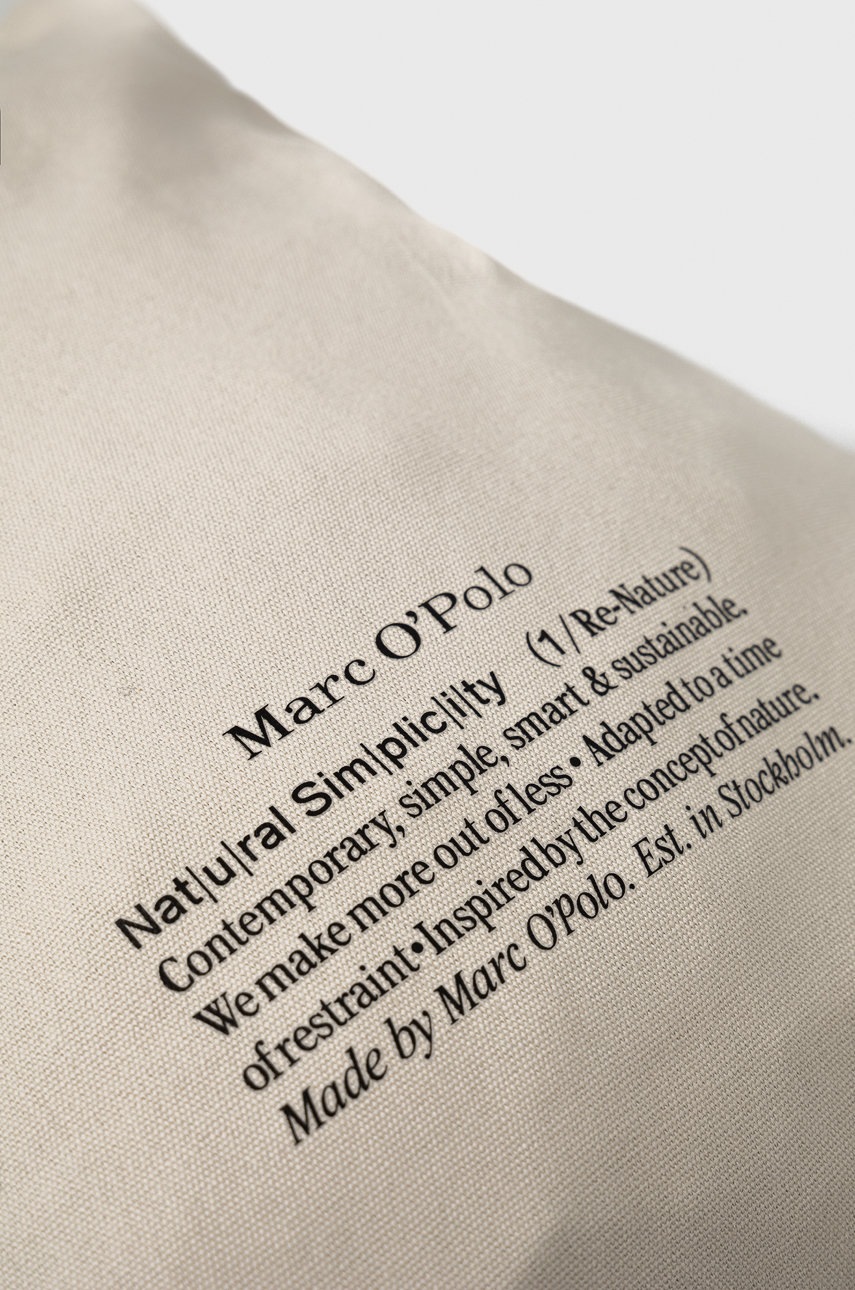 Marc O'Polo
Nat|u|ral Sim|plic|i|ty (1/Re-Nature)
Contemporary, simple, smart & sustainable.
We make more out of less • Adapted to a time
of restraint • Inspired by the concept of nature.
Made by Marc O'Polo. Est. in Stockholm.